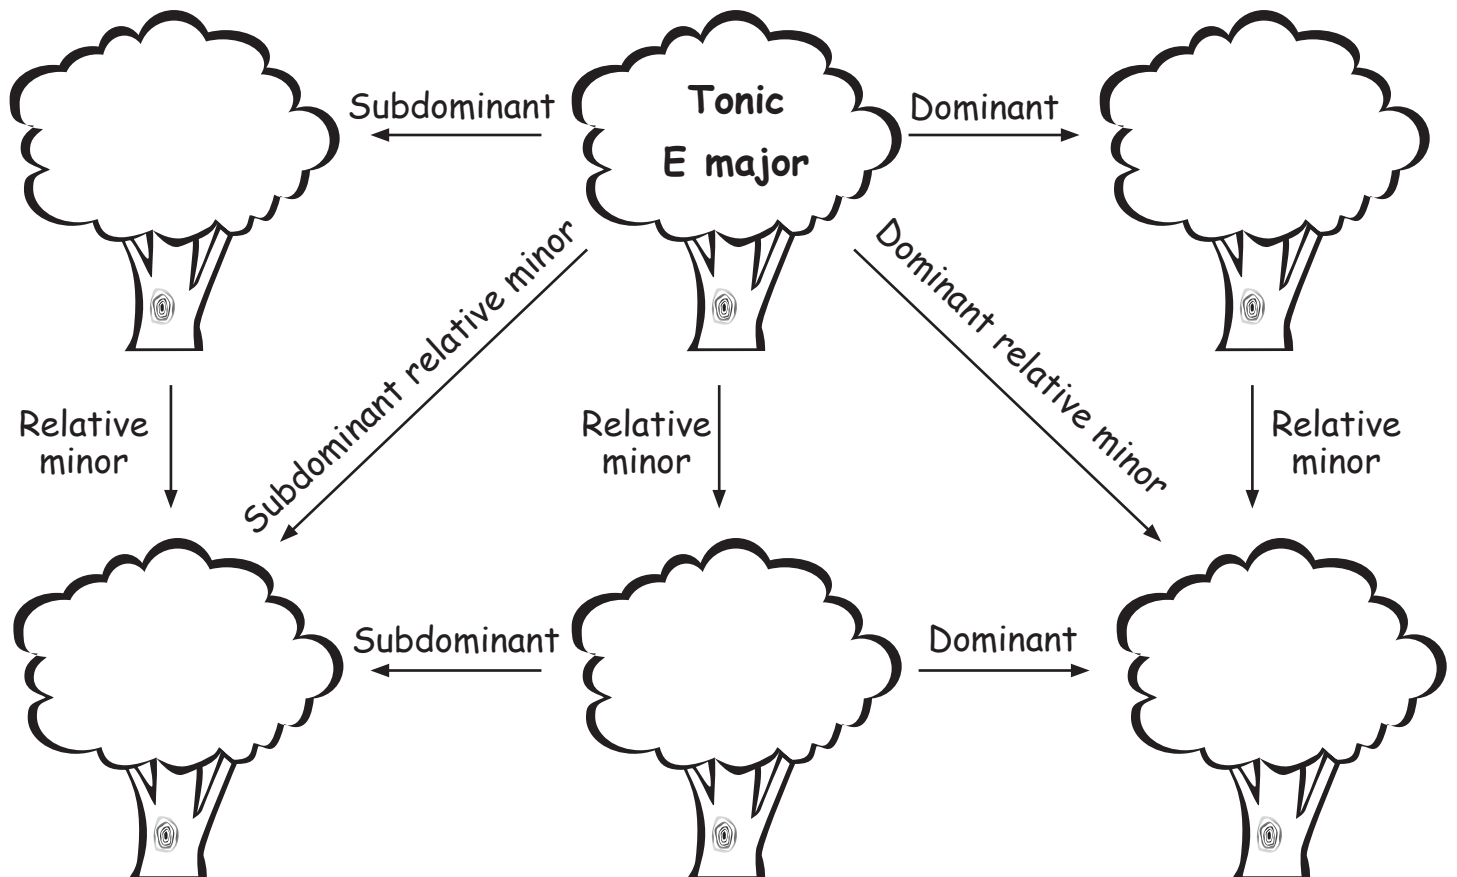 Subdominant
Tonic
E major
Dominant
Subdominant relative minor
Dominant relative minor
Relative
minor
Relative
minor
Relative
minor
Subdominant
Dominant